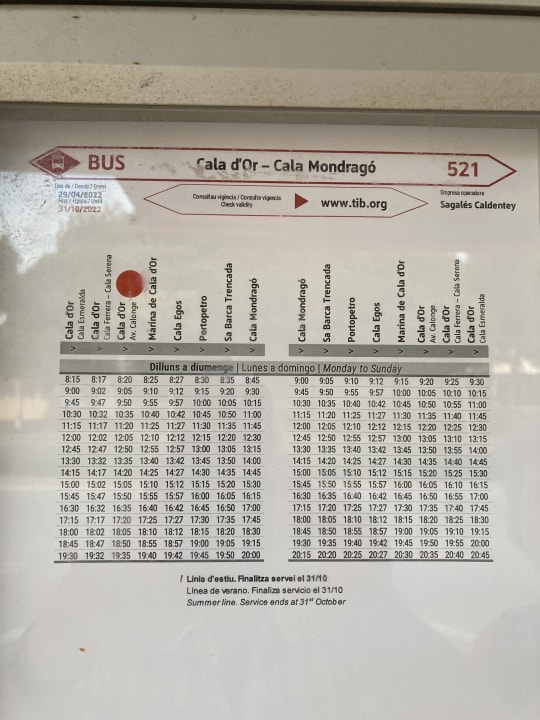 BUS
Cala d'Or – Cala Mondragó
521
Des de / Desde / From
29/04/2022
Fins / Hasta / Until
31/10/2022
Consultau vigència / Consulte vigencia
Check validity
www.tib.org
Empresa operadora
Sagalés Caldentey
Cala d'Or Cala Esmeralda
Cala d'Or Cala Ferrera – Cala Serena
Cala d'Or Av. Calonge
Marina de Cala d'Or
Cala Egos
Portopetro
Sa Barca Trencada
Cala Mondragó
Cala Mondragó
Sa Barca Trencada
Portopetro
Cala Egos
Marina de Cala d'Or
Cala d'Or Av. Calonge
Cala d'Or Cala Ferrera – Cala Serena
Cala d'Or Cala Esmeralda
> > > > > > > > > > > > > > > >
Dilluns a diumenge | Lunes a domingo | Monday to Sunday
8:15 8:17 8:20 8:25 8:27 8:30 8:35 8:45 9:00 9:05 9:10 9:12 9:15 9:20 9:25 9:30
9:00 9:02 9:05 9:10 9:12 9:15 9:20 9:30 9:45 9:50 9:55 9:57 10:00 10:05 10:10 10:15
9:45 9:47 9:50 9:55 9:57 10:00 10:05 10:15 10:30 10:35 10:40 10:42 10:45 10:50 10:55 11:00
10:30 10:32 10:35 10:40 10:42 10:45 10:50 11:00 11:15 11:20 11:25 11:27 11:30 11:35 11:40 11:45
11:15 11:17 11:20 11:25 11:27 11:30 11:35 11:45 12:00 12:05 12:10 12:12 12:15 12:20 12:25 12:30
12:00 12:02 12:05 12:10 12:12 12:15 12:20 12:30 12:45 12:50 12:55 12:57 13:00 13:05 13:10 13:15
12:45 12:47 12:50 12:55 12:57 13:00 13:05 13:15 13:30 13:35 13:40 13:42 13:45 13:50 13:55 14:00
13:30 13:32 13:35 13:40 13:42 13:45 13:50 14:00 14:15 14:20 14:25 14:27 14:30 14:35 14:40 14:45
14:15 14:17 14:20 14:25 14:27 14:30 14:35 14:45 15:00 15:05 15:10 15:12 15:15 15:20 15:25 15:30
15:00 15:02 15:05 15:10 15:12 15:15 15:20 15:30 15:45 15:50 15:55 15:57 16:00 16:05 16:10 16:15
15:45 15:47 15:50 15:55 15:57 16:00 16:05 16:15 16:30 16:35 16:40 16:42 16:45 16:50 16:55 17:00
16:30 16:32 16:35 16:40 16:42 16:45 16:50 17:00 17:15 17:20 17:25 17:27 17:30 17:35 17:40 17:45
17:15 17:17 17:20 17:25 17:27 17:30 17:35 17:45 18:00 18:05 18:10 18:12 18:15 18:20 18:25 18:30
18:00 18:02 18:05 18:10 18:12 18:15 18:20 18:30 18:45 18:50 18:55 18:57 19:00 19:05 19:10 19:15
18:45 18:47 18:50 18:55 18:57 19:00 19:05 19:15 19:30 19:35 19:40 19:42 19:45 19:50 19:55 20:00
19:30 19:32 19:35 19:40 19:42 19:45 19:50 20:00 20:15 20:20 20:25 20:27 20:30 20:35 20:40 20:45
! Línia d'estiu. Finalitza servei el 31/10
Línea de verano. Finaliza servicio el 31/10
Summer line. Service ends at 31st October